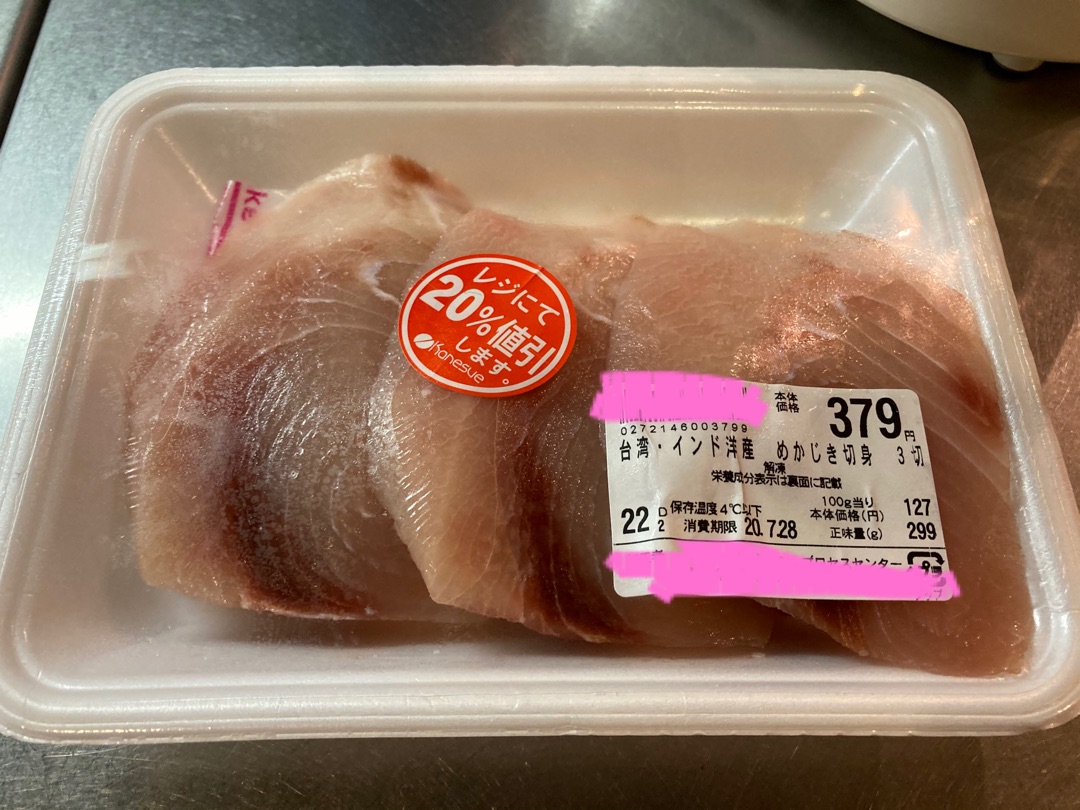 Ke
レジにて
20%値引
します。
Kanesue
本体
価格
379円
0272146003799
台湾・インド洋産 めかじき切身 3切
解凍
栄養成分表示は裏面に記載
100g当り
本体価格(円) 127
保存温度4℃以下
22 D
2
消費期限 20.7.28
正味量(g) 299
プロセスセンター